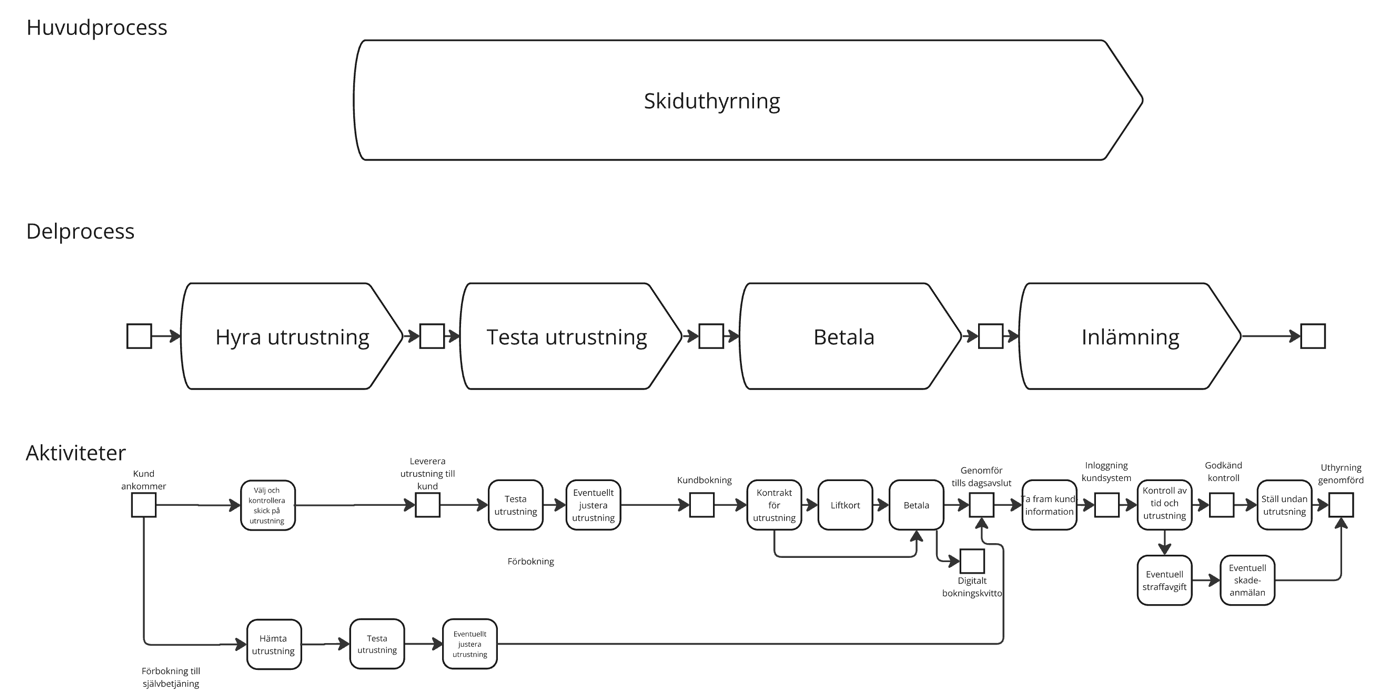 Huvudprocess
Skiduthyrning
Delprocess
Hyra utrustning
Testa utrustning
Betala
Inlämning
Aktiviteter
Kund
ankommer
Välj och
kontrollera
skick på
utrustning
Leverera
utrustning till
kund
Testa
utrustning
Eventuellt
justera
utrustning
Kundbokning
Kontrakt
för
utrustning
Liftkort
Betala
Genomför
tills dagsavslut
Ta fram kund
information
Inloggning
kundsystem
Kontroll av
tid och
utrustning
Godkänd
kontroll
Ställ undan
utrutsning
Uthyrning
genomförd
Förbokning
Digitalt
bokningskvitto
Eventuell
straffavgift
Eventuell
skade-
anmälan
Hämta
utrustning
Testa
utrustning
Eventuellt
justera
utrustning
Förbokning till
självbetjäning